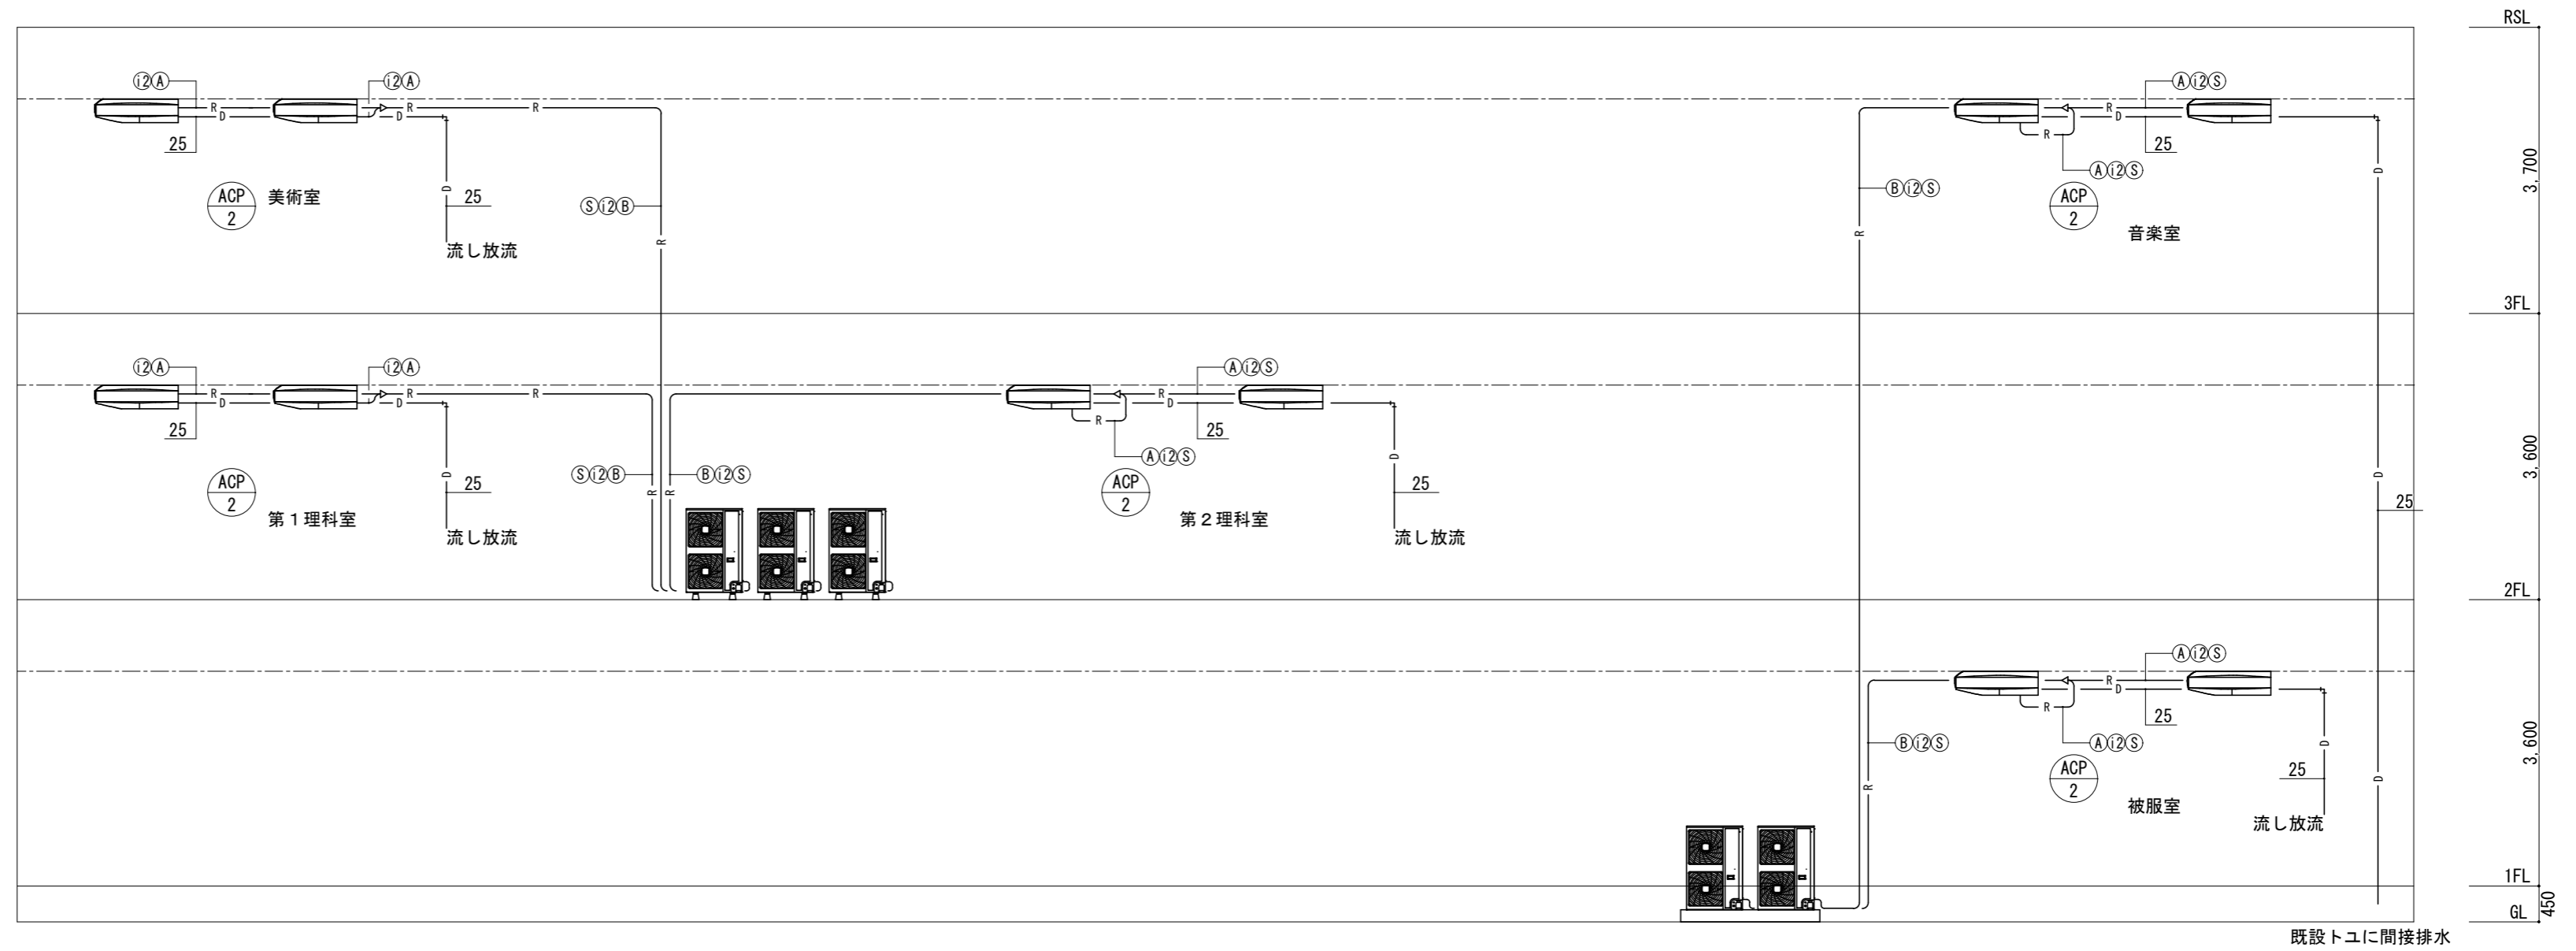 RSL
ⓘ2Ⓐ
ⓘ2Ⓐ
Ⓐⓘ2Ⓢ
R
R
R
R
D
D
D
25
25
R
Ⓐⓘ2Ⓢ
D
D
3,700
ACP
2
美術室
25
Ⓢⓘ2Ⓑ
Ⓑⓘ2Ⓢ
ACP
2
音楽室
R
R
流し放流
3FL
ⓘ2Ⓐ
ⓘ2Ⓐ
Ⓐⓘ2Ⓢ
R
R
R
R
D
D
D
25
R
25
Ⓐⓘ2Ⓢ
3,600
D
D
D
Ⓢⓘ2Ⓑ
Ⓑⓘ2Ⓢ
ACP
2
第1理科室
25
R
R
ACP
2
第2理科室
25
25
流し放流
流し放流
2FL
Ⓐⓘ2Ⓢ
R
D
R
25
Ⓑⓘ2Ⓢ
Ⓐⓘ2Ⓢ
D
3,600
ACP
2
被服室
25
R
D
流し放流
1FL
450
GL
既設トユに間接排水